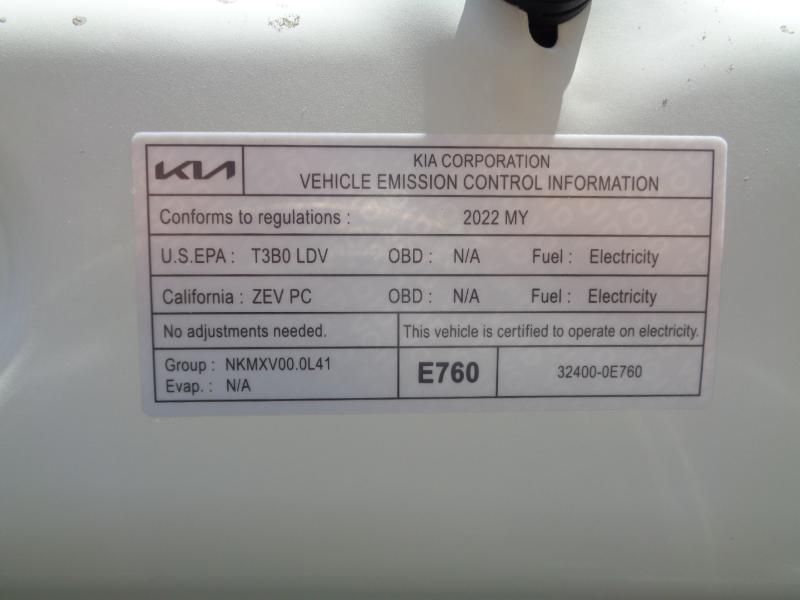 KIA
KIA CORPORATION
VEHICLE EMISSION CONTROL INFORMATION
Conforms to regulations : 2022 MY
U.S.EPA : T3B0 LDV OBD : N/A Fuel : Electricity
California : ZEV PC OBD : N/A Fuel : Electricity
No adjustments needed. This vehicle is certified to operate on electricity.
Group : NKMXV00.0L41
Evap. : N/A
E760
32400-0E760